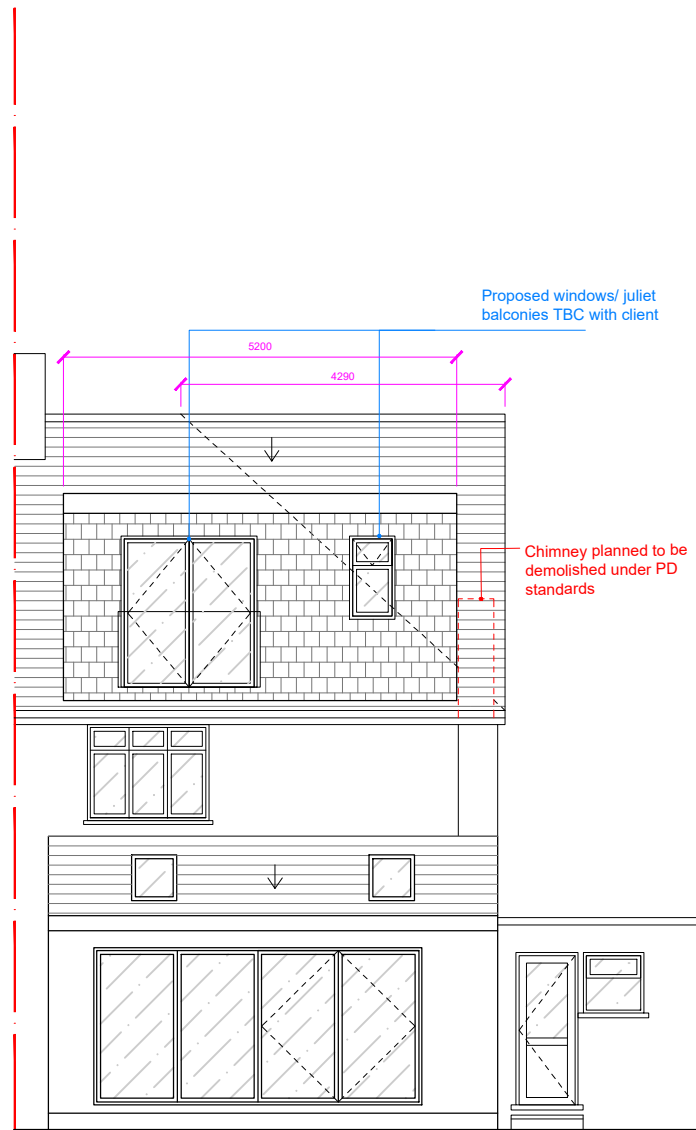 Proposed windows/ juliet
balconies TBC with client
5200
4290
Chimney planned to be
demolished under PD
standards